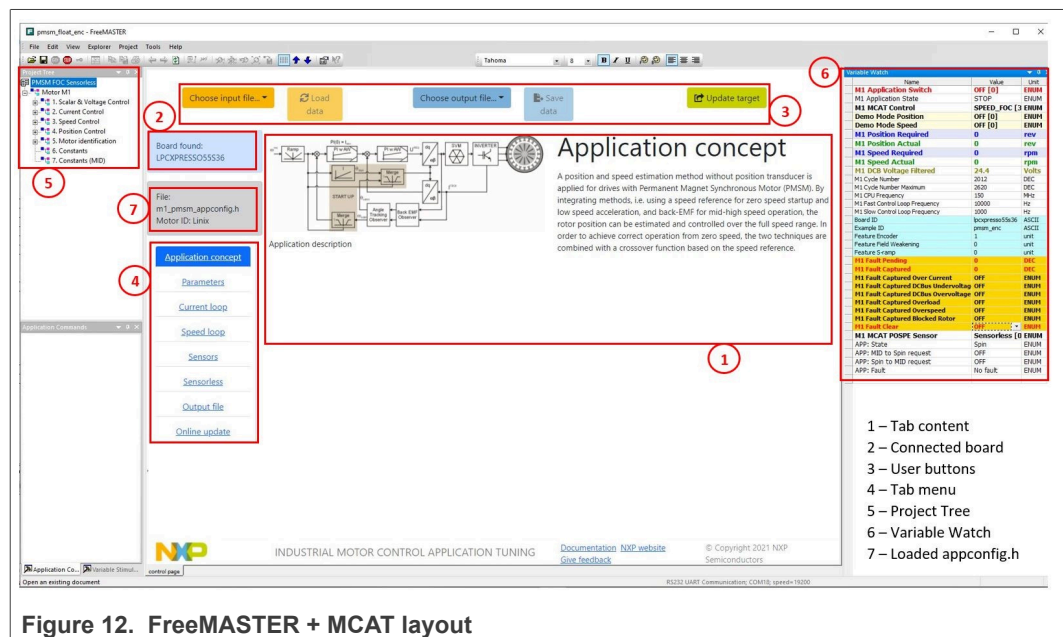 pmsm_float_enc - FreeMASTER
File Edit View Explorer Project Tools Help
Tahoma 8 B I U
Project Tree
PMSM FOC Sensorless
Motor M1
1. Scalar & Voltage Control
2. Current Control
3. Speed Control
4. Position Control
5. Motor identification
6. Constants
7. Constants (MID)
5
2
Choose input file...
Load data
Choose output file...
Save data
Update target
3
Board found:
LPCXPRESSO55S36
7
File:
m1_pmsm_appconfig.h
Motor ID: Linix
4
Application concept
Parameters
Current loop
Speed loop
Sensors
Sensorless
Output file
Online update
Ramp
PI w AW
PI w AW
dq
SVM
INVERTER
Merge
START UP
Merge
Angle Tracking Observer
Back EMF Observer
dq
Application description
Application concept
A position and speed estimation method without position transducer is
applied for drives with Permanent Magnet Synchronous Motor (PMSM). By
integrating methods, i.e. using a speed reference for zero speed startup and
low speed acceleration, and back-EMF for mid-high speed operation, the
rotor position can be estimated and controlled over the full speed range. In
order to achieve correct operation from zero speed, the two techniques are
combined with a crossover function based on the speed reference.
1
6
Variable Watch
Name Value Unit
M1 Application Switch OFF [0] ENUM
M1 Application State STOP ENUM
M1 MCAT Control SPEED_FOC [3 ENUM
Demo Mode Position OFF [0] ENUM
Demo Mode Speed OFF [0] ENUM
M1 Position Required 0 rev
M1 Position Actual 0 rev
M1 Speed Required 0 rpm
M1 Speed Actual 0 rpm
M1 DCB Voltage Filtered 24.4 Volts
M1 Cycle Number 2012 DEC
M1 Cycle Number Maximum 2620 DEC
M1 CPU Frequency 150 MHz
M1 Fast Control Loop Frequency 10000 Hz
M1 Slow Control Loop Frequency 1000 Hz
Board ID lpcxpresso55s36 ASCII
Example ID pmsm_enc ASCII
Feature Encoder 1 unit
Feature Field Weakening 0 unit
Feature S-ramp 0 unit
M1 Fault Pending 0 DEC
M1 Fault Captured 0 DEC
M1 Fault Captured Over Current OFF ENUM
M1 Fault Captured DCBus Undervoltag OFF ENUM
M1 Fault Captured DCBus Overvoltage OFF ENUM
M1 Fault Captured Overload OFF ENUM
M1 Fault Captured Overspeed OFF ENUM
M1 Fault Captured Blocked Rotor OFF ENUM
M1 Fault Clear OFF ENUM
M1 MCAT POSPE Sensor Sensorless [0 ENUM
APP: State Spin ENUM
APP: MID to Spin request OFF ENUM
APP: Spin to MID request OFF ENUM
APP: Fault No fault ENUM
1 – Tab content
2 – Connected board
3 – User buttons
4 – Tab menu
5 – Project Tree
6 – Variable Watch
7 – Loaded appconfig.h
Application Commands
NXP
INDUSTRIAL MOTOR CONTROL APPLICATION TUNING
Documentation NXP website
Give feedback
© Copyright 2021 NXP
Semiconductors
Application Co... Variable Stimul...
control page
Open an existing document
RS232 UART Communication; COM18; speed=19200
Figure 12. FreeMASTER + MCAT layout